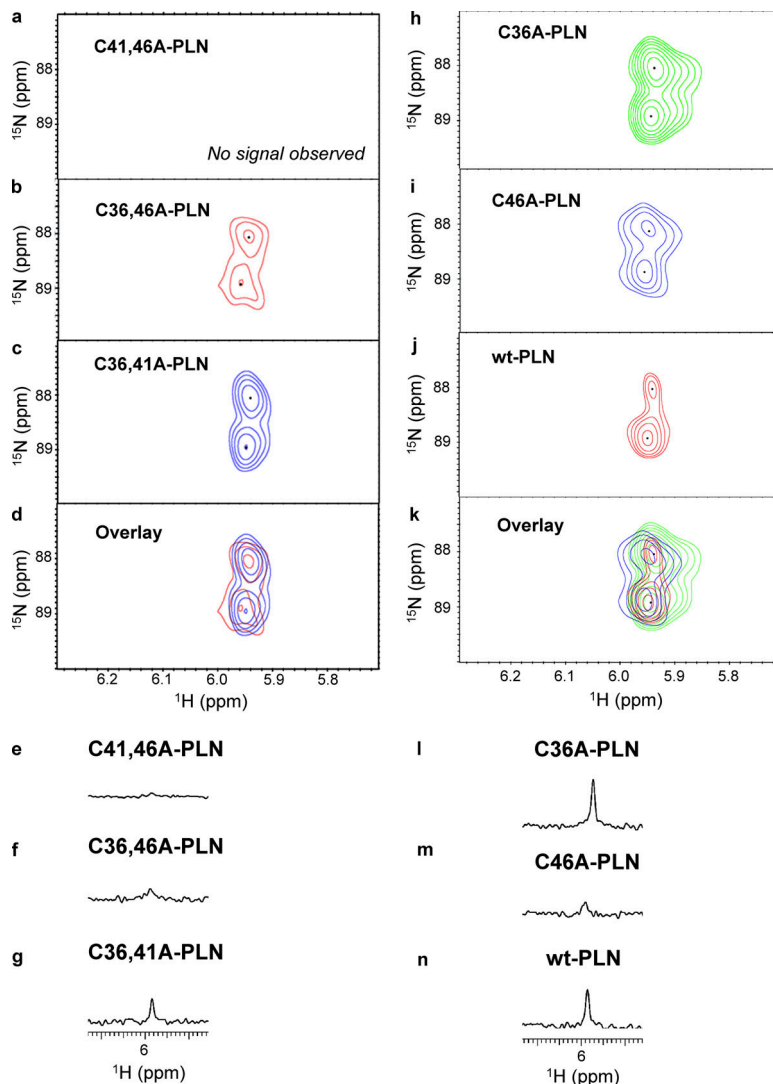 a
C41,46A-PLN
88
89
15N (ppm)
No signal observed
b
C36,46A-PLN
88
89
15N (ppm)
c
C36,41A-PLN
88
89
15N (ppm)
d
Overlay
88
89
15N (ppm)
6.2 6.1 6.0 5.9 5.8
1H (ppm)
h
C36A-PLN
88
89
15N (ppm)
i
C46A-PLN
88
89
15N (ppm)
j
wt-PLN
88
89
15N (ppm)
k
Overlay
88
89
15N (ppm)
6.2 6.1 6.0 5.9 5.8
1H (ppm)
e
C41,46A-PLN
f
C36,46A-PLN
g
C36,41A-PLN
6
1H (ppm)
l
C36A-PLN
m
C46A-PLN
n
wt-PLN
6
1H (ppm)